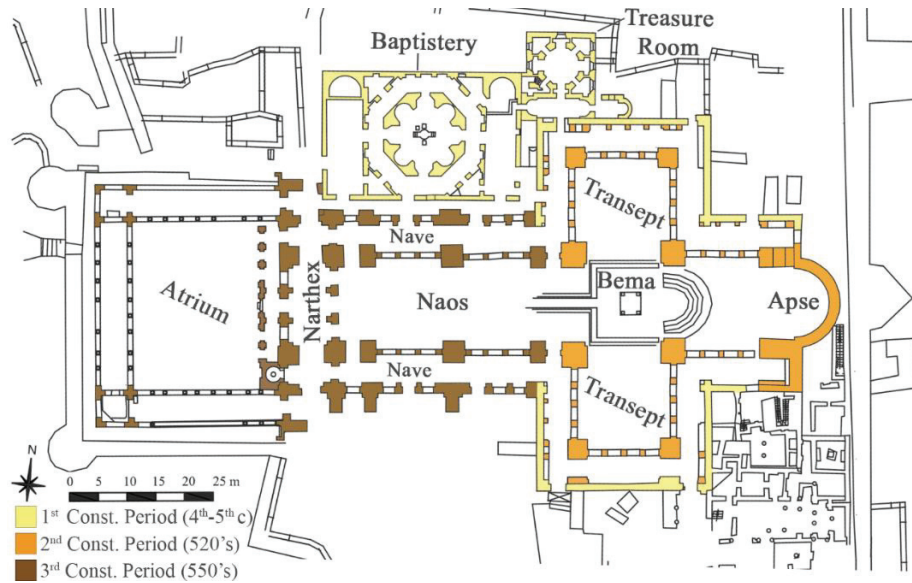 Treasure
Room
Baptistery
Transept
Nave
Atrium
Narthex
Naos
Bema
Apse
Nave
Transept
N
0 5 10 15 20 25 m
1st Const. Period (4th-5th c)
2nd Const. Period (520's)
3rd Const. Period (550's)